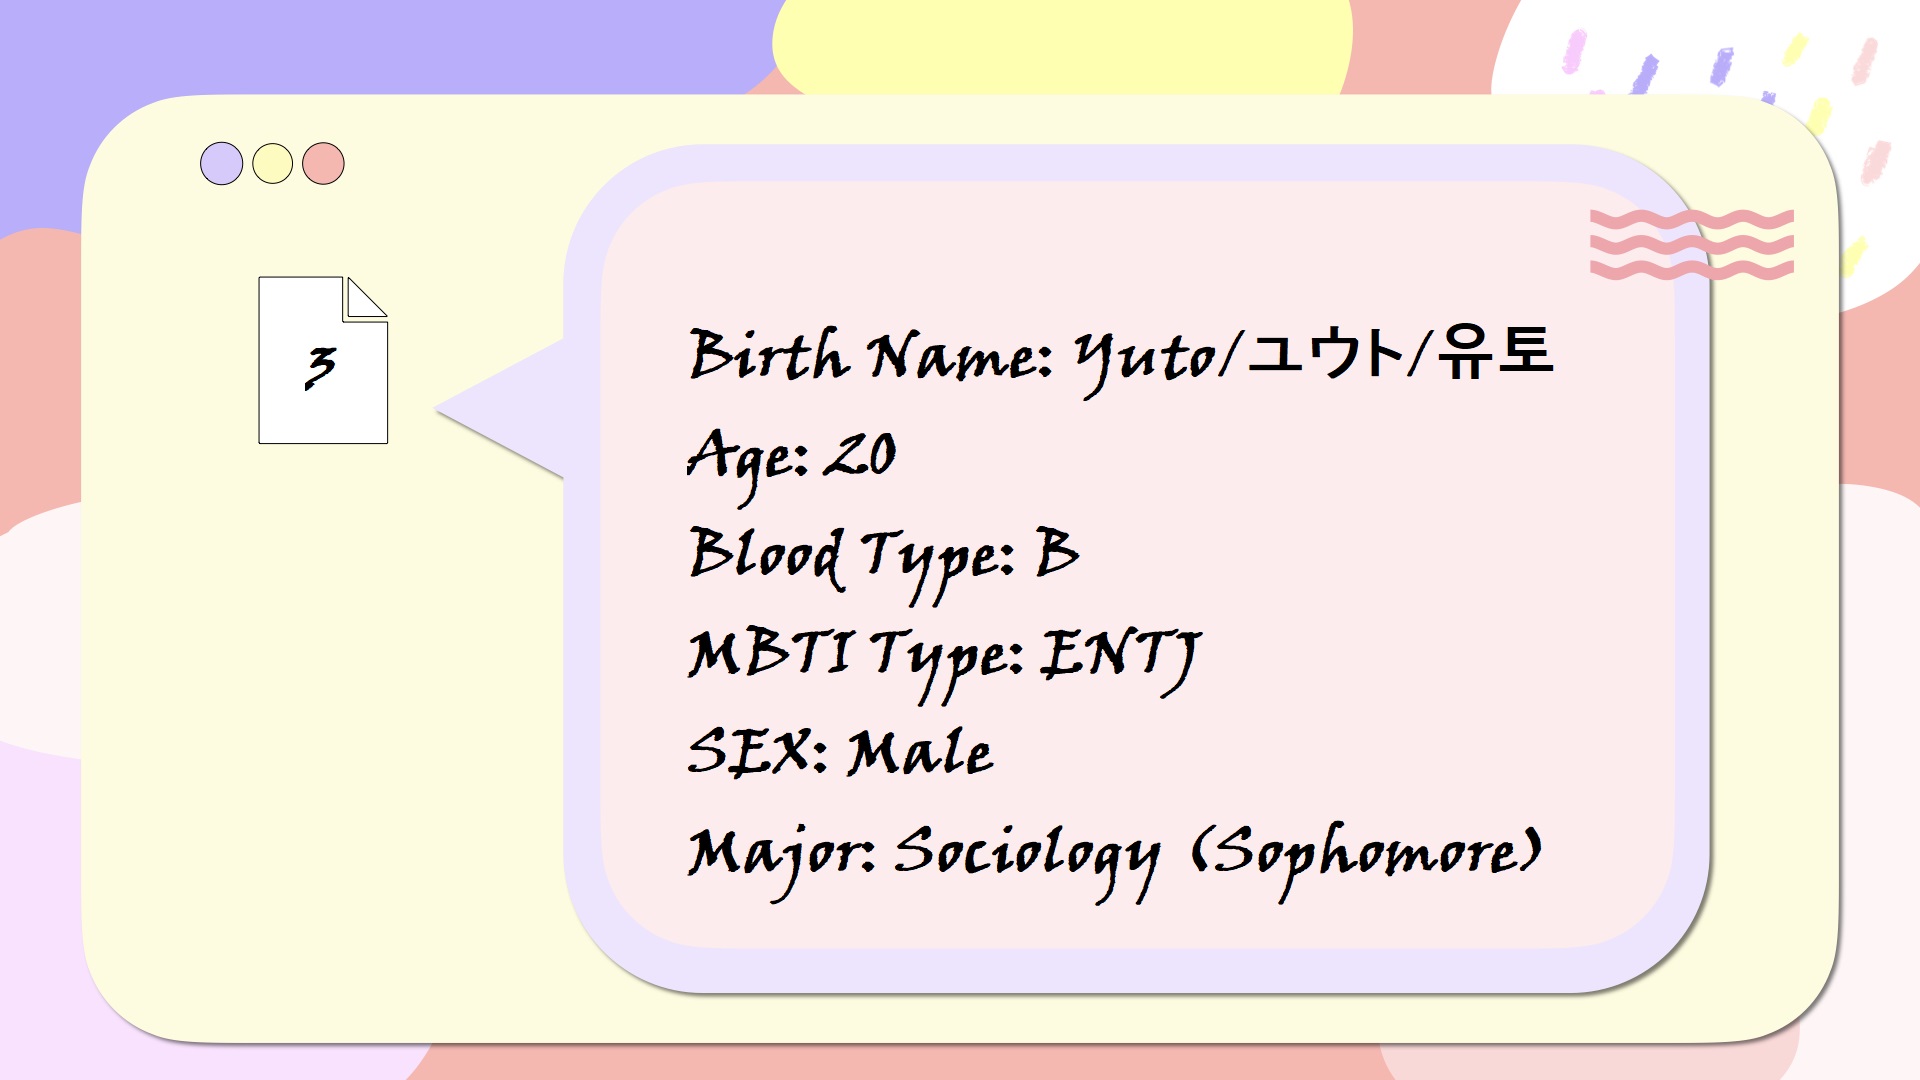 3
Birth Name: Yuto/ユウト/유토
Age: 20
Blood Type: B
MBTI Type: ENTJ
SEX: Male
Major: Sociology (Sophomore)